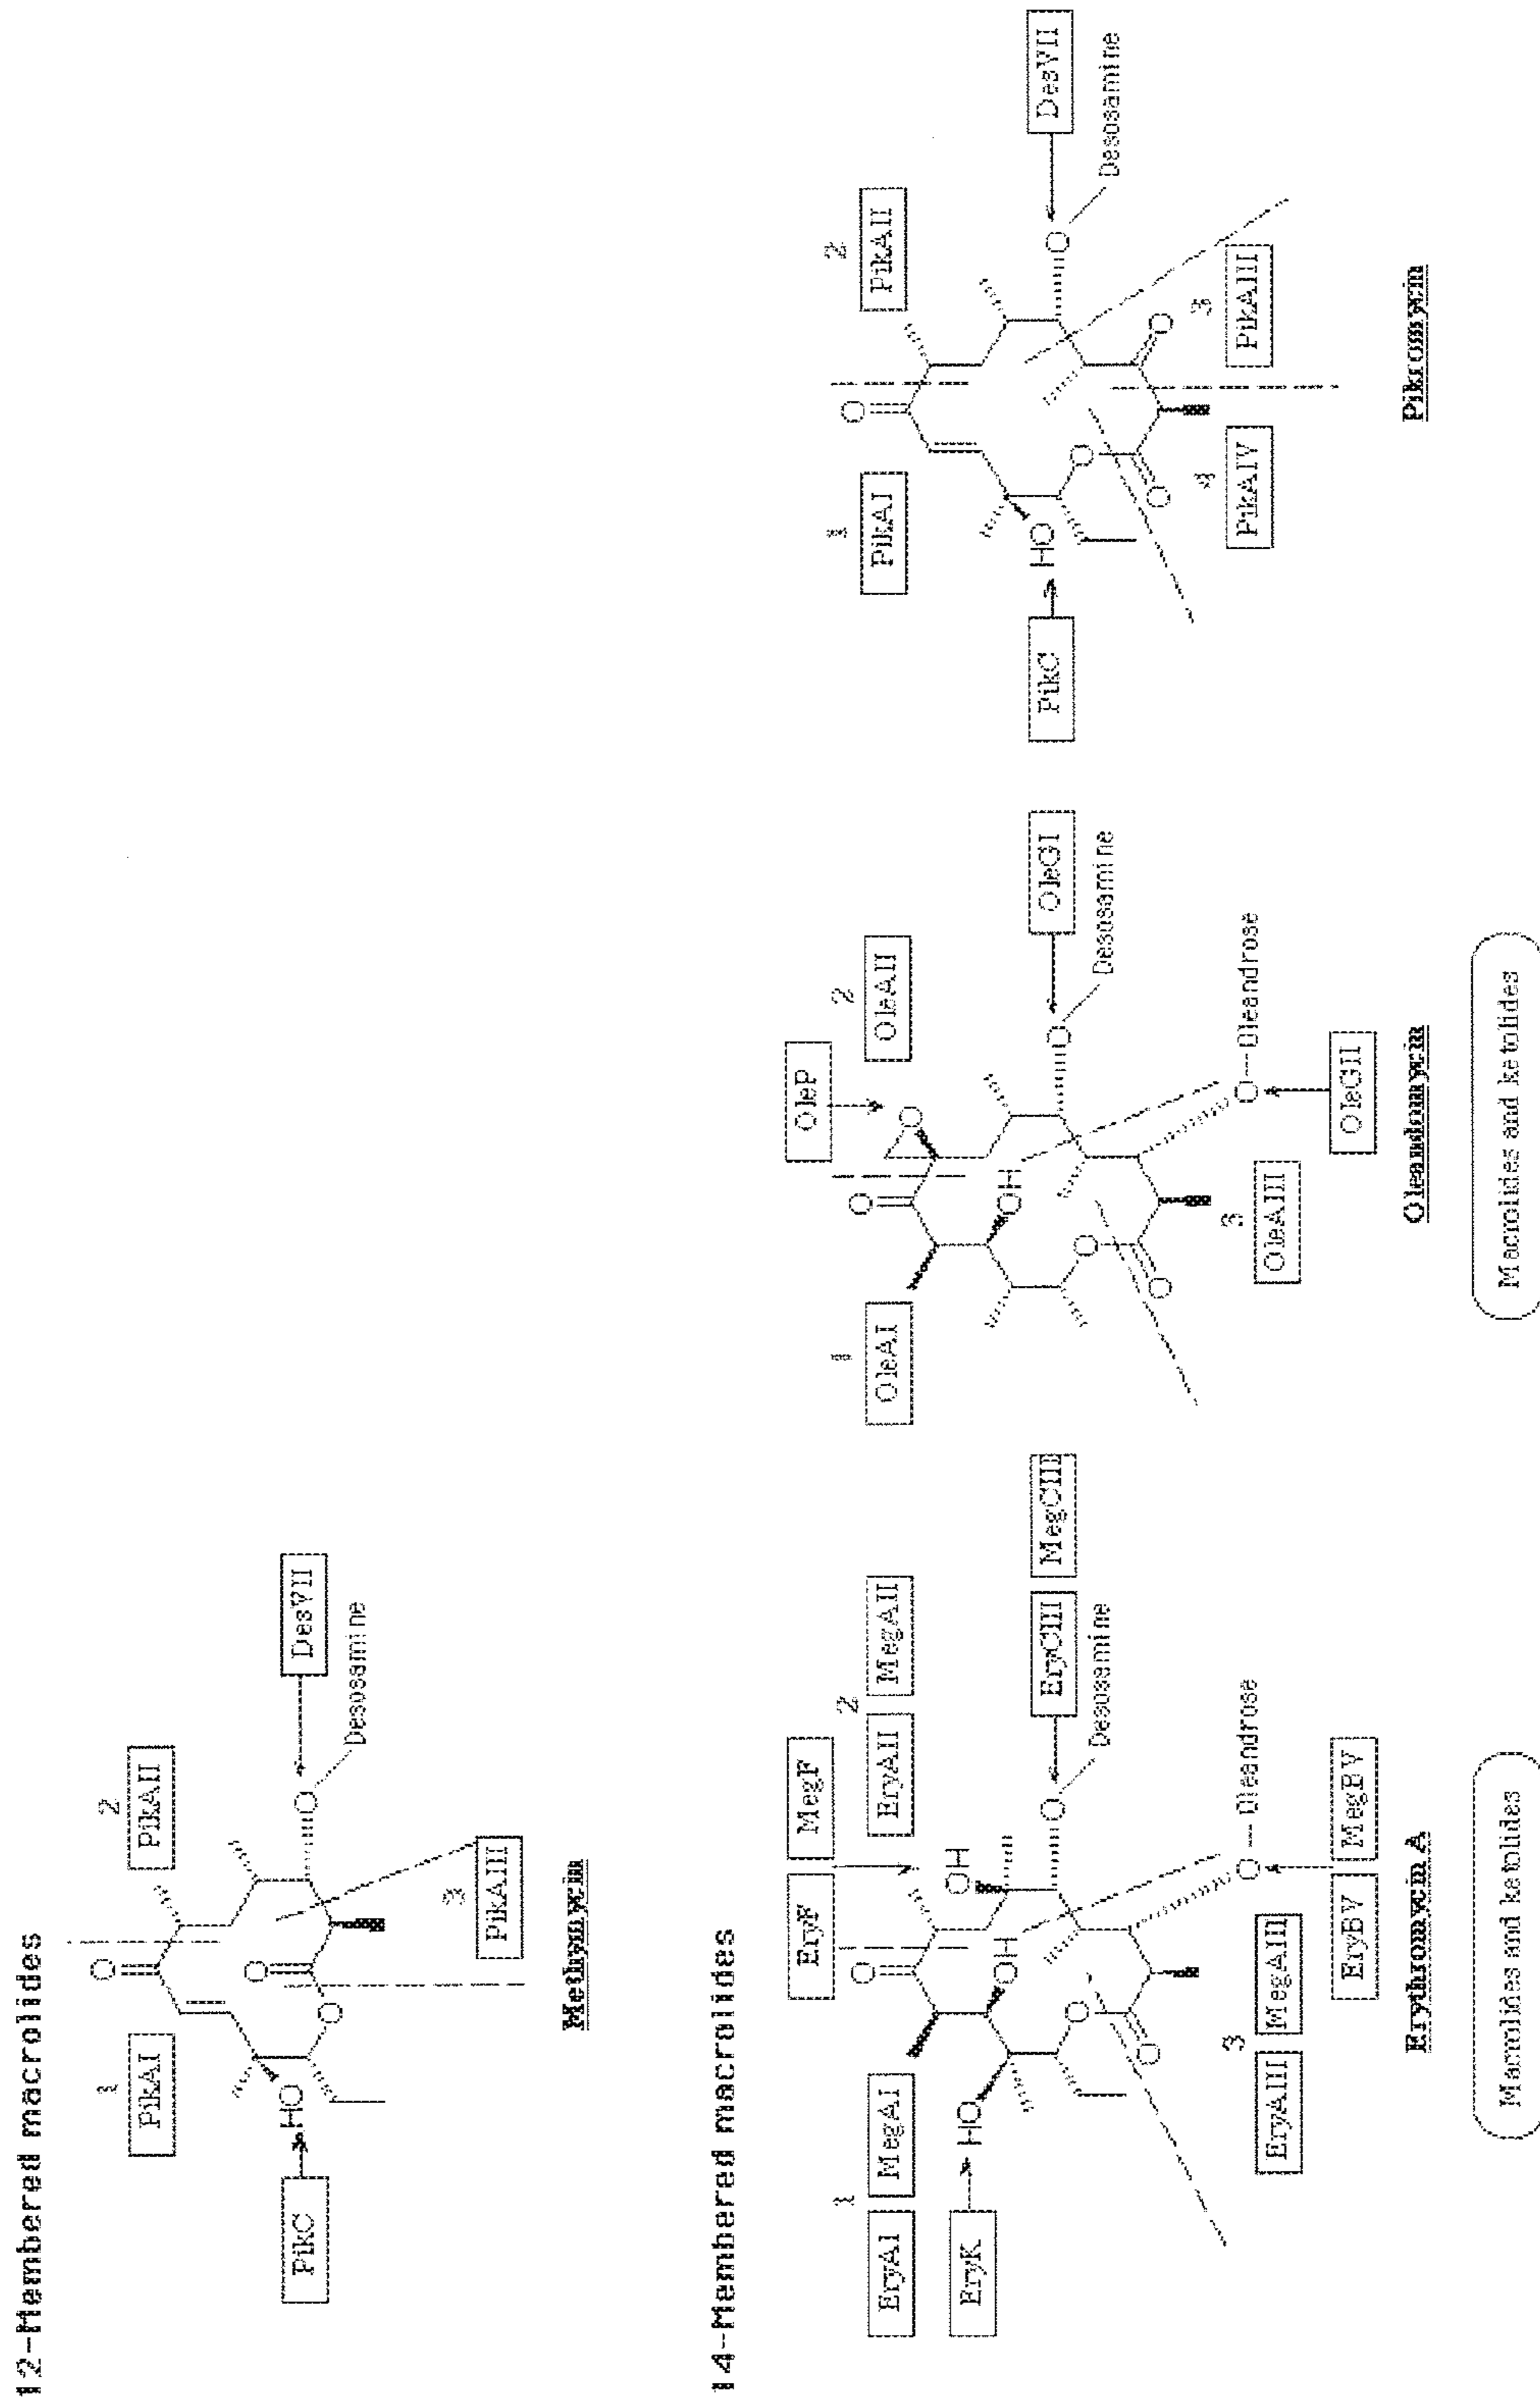 12-Membered macrolides
1
PikAI
2
PikAII
O
PikC
HO
O
O
O
DesVII
Desosamine
3
PikAIII
Methymycin
14-Membered macrolides
EryF
MegF
1
EryAI
MegAI
2
EryAII
MegAII
O
OH
EryK
HO
OH
O
O
O
EryCIII
MegCIII
Desosamine
3
EryAIII
MegAIII
O
Oleandrose
EryBV
MegBV
Erythromycin A
Macrolides and ketolides
OleP
1
OleAI
2
OleAII
O
O
OH
O
O
O
OleGI
Desosamine
3
OleAIII
O
Oleandrose
OleGII
Oleandomycin
Macrolides and ketolides
1
PikAI
2
PikAII
O
PikC
HO
O
O
O
O
DesVII
Desosamine
4
PikAIV
3
PikAIII
Pikromycin